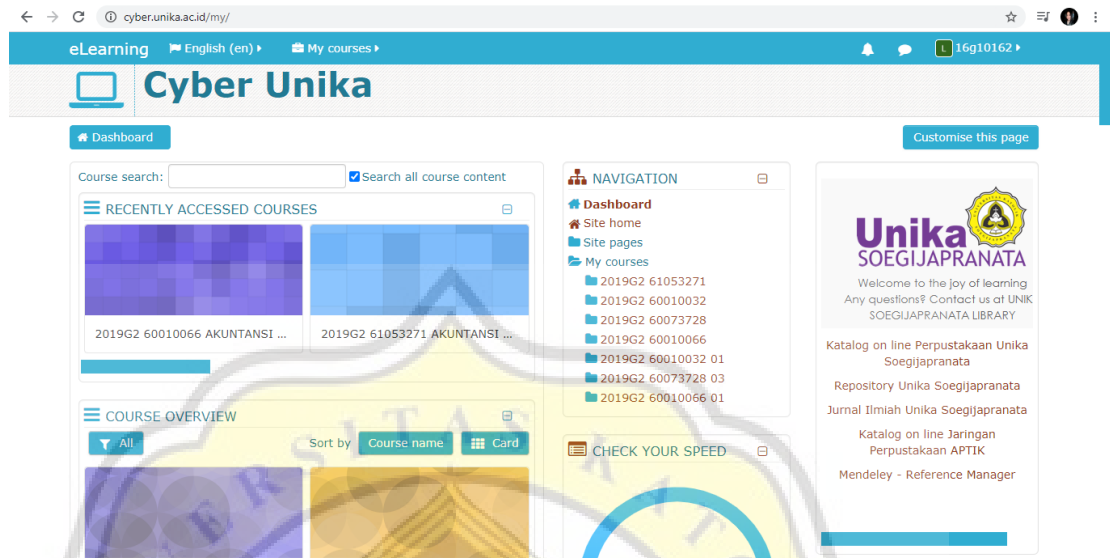 cyber.unika.ac.id/my/
eLearning English (en) My courses 16g10162
Cyber Unika
Dashboard Customise this page
Course search: Search all course content
RECENTLY ACCESSED COURSES
2019G2 60010066 AKUNTANSI ... 2019G2 61053271 AKUNTANSI ...
COURSE OVERVIEW
All Sort by Course name Card
NAVIGATION
Dashboard
Site home
Site pages
My courses
2019G2 61053271
2019G2 60010032
2019G2 60073728
2019G2 60010066
2019G2 60010032 01
2019G2 60073728 03
2019G2 60010066 01
CHECK YOUR SPEED
Unika
SOEGIJAPRANATA
Welcome to the joy of learning
Any questions? Contact us at UNIK
SOEGIJAPRANATA LIBRARY
Katalog on line Perpustakaan Unika
Soegijapranata
Repository Unika Soegijapranata
Jurnal Ilmiah Unika Soegijapranata
Katalog on line Jaringan
Perpustakaan APTIK
Mendeley - Reference Manager